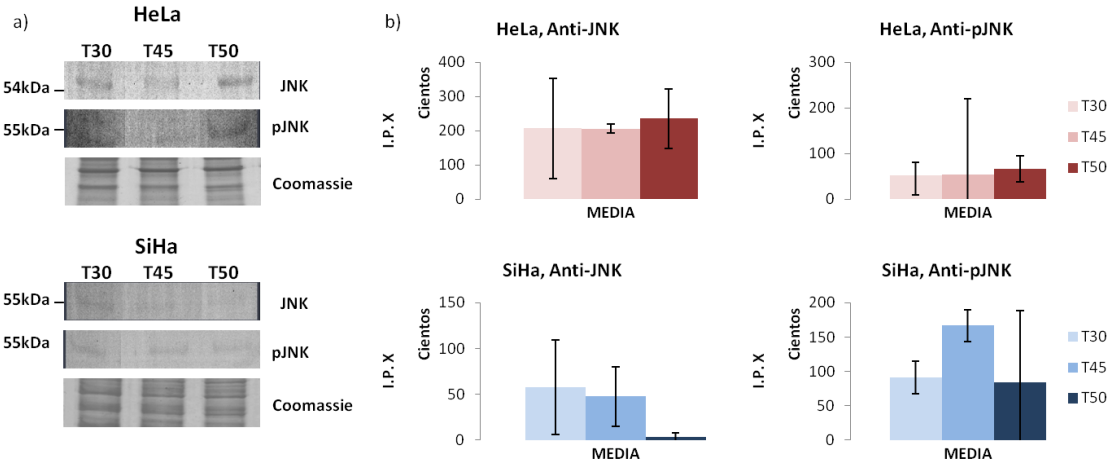 a)
HeLa
T30 T45 T50
54kDa JNK
55kDa pJNK
Coomassie
SiHa
T30 T45 T50
55kDa JNK
55kDa pJNK
Coomassie
b)
HeLa, Anti-JNK
I.P. X
Cientos
400
300
200
100
0
MEDIA
HeLa, Anti-pJNK
I.P. X
Cientos
300
200
100
0
MEDIA
T30
T45
T50
SiHa, Anti-JNK
I.P. X
Cientos
150
100
50
0
MEDIA
SiHa, Anti-pJNK
I.P. X
Cientos
200
150
100
50
0
MEDIA
T30
T45
T50